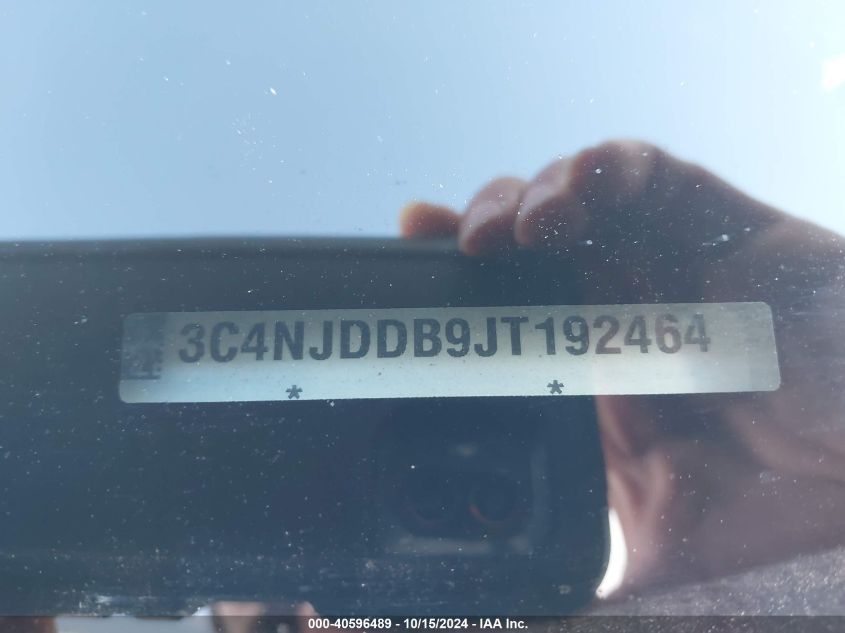 3C4NJDDB9JT192464
* *
000-40596489 - 10/15/2024 - IAA Inc.